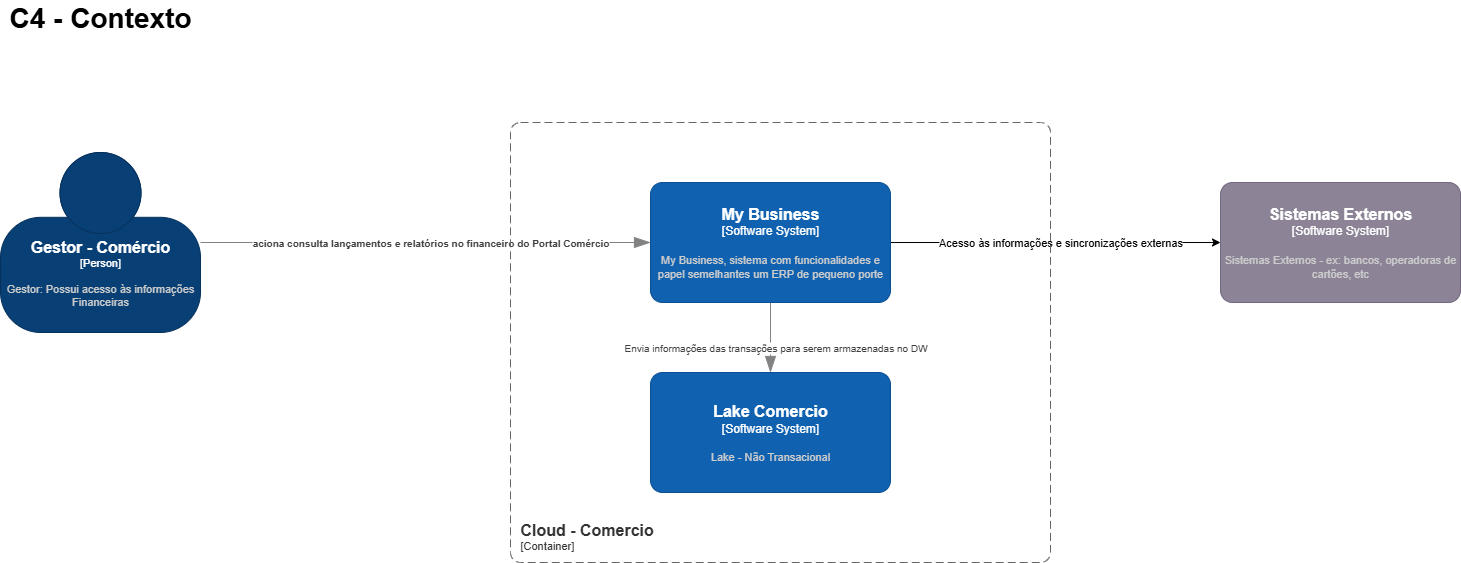 C4 - Contexto
Gestor - Comércio
[Person]
Gestor: Possui acesso às informações
Financeiras
aciona consulta lançamentos e relatórios no financeiro do Portal Comércio
My Business
[Software System]
My Business, sistema com funcionalidades e
papel semelhantes um ERP de pequeno porte
Acesso às informações e sincronizações externas
Sistemas Externos
[Software System]
Sistemas Externos - ex: bancos, operadoras de
cartões, etc
Envia informações das transações para serem armazenadas no DW
Lake Comercio
[Software System]
Lake - Não Transacional
Cloud - Comercio
[Container]